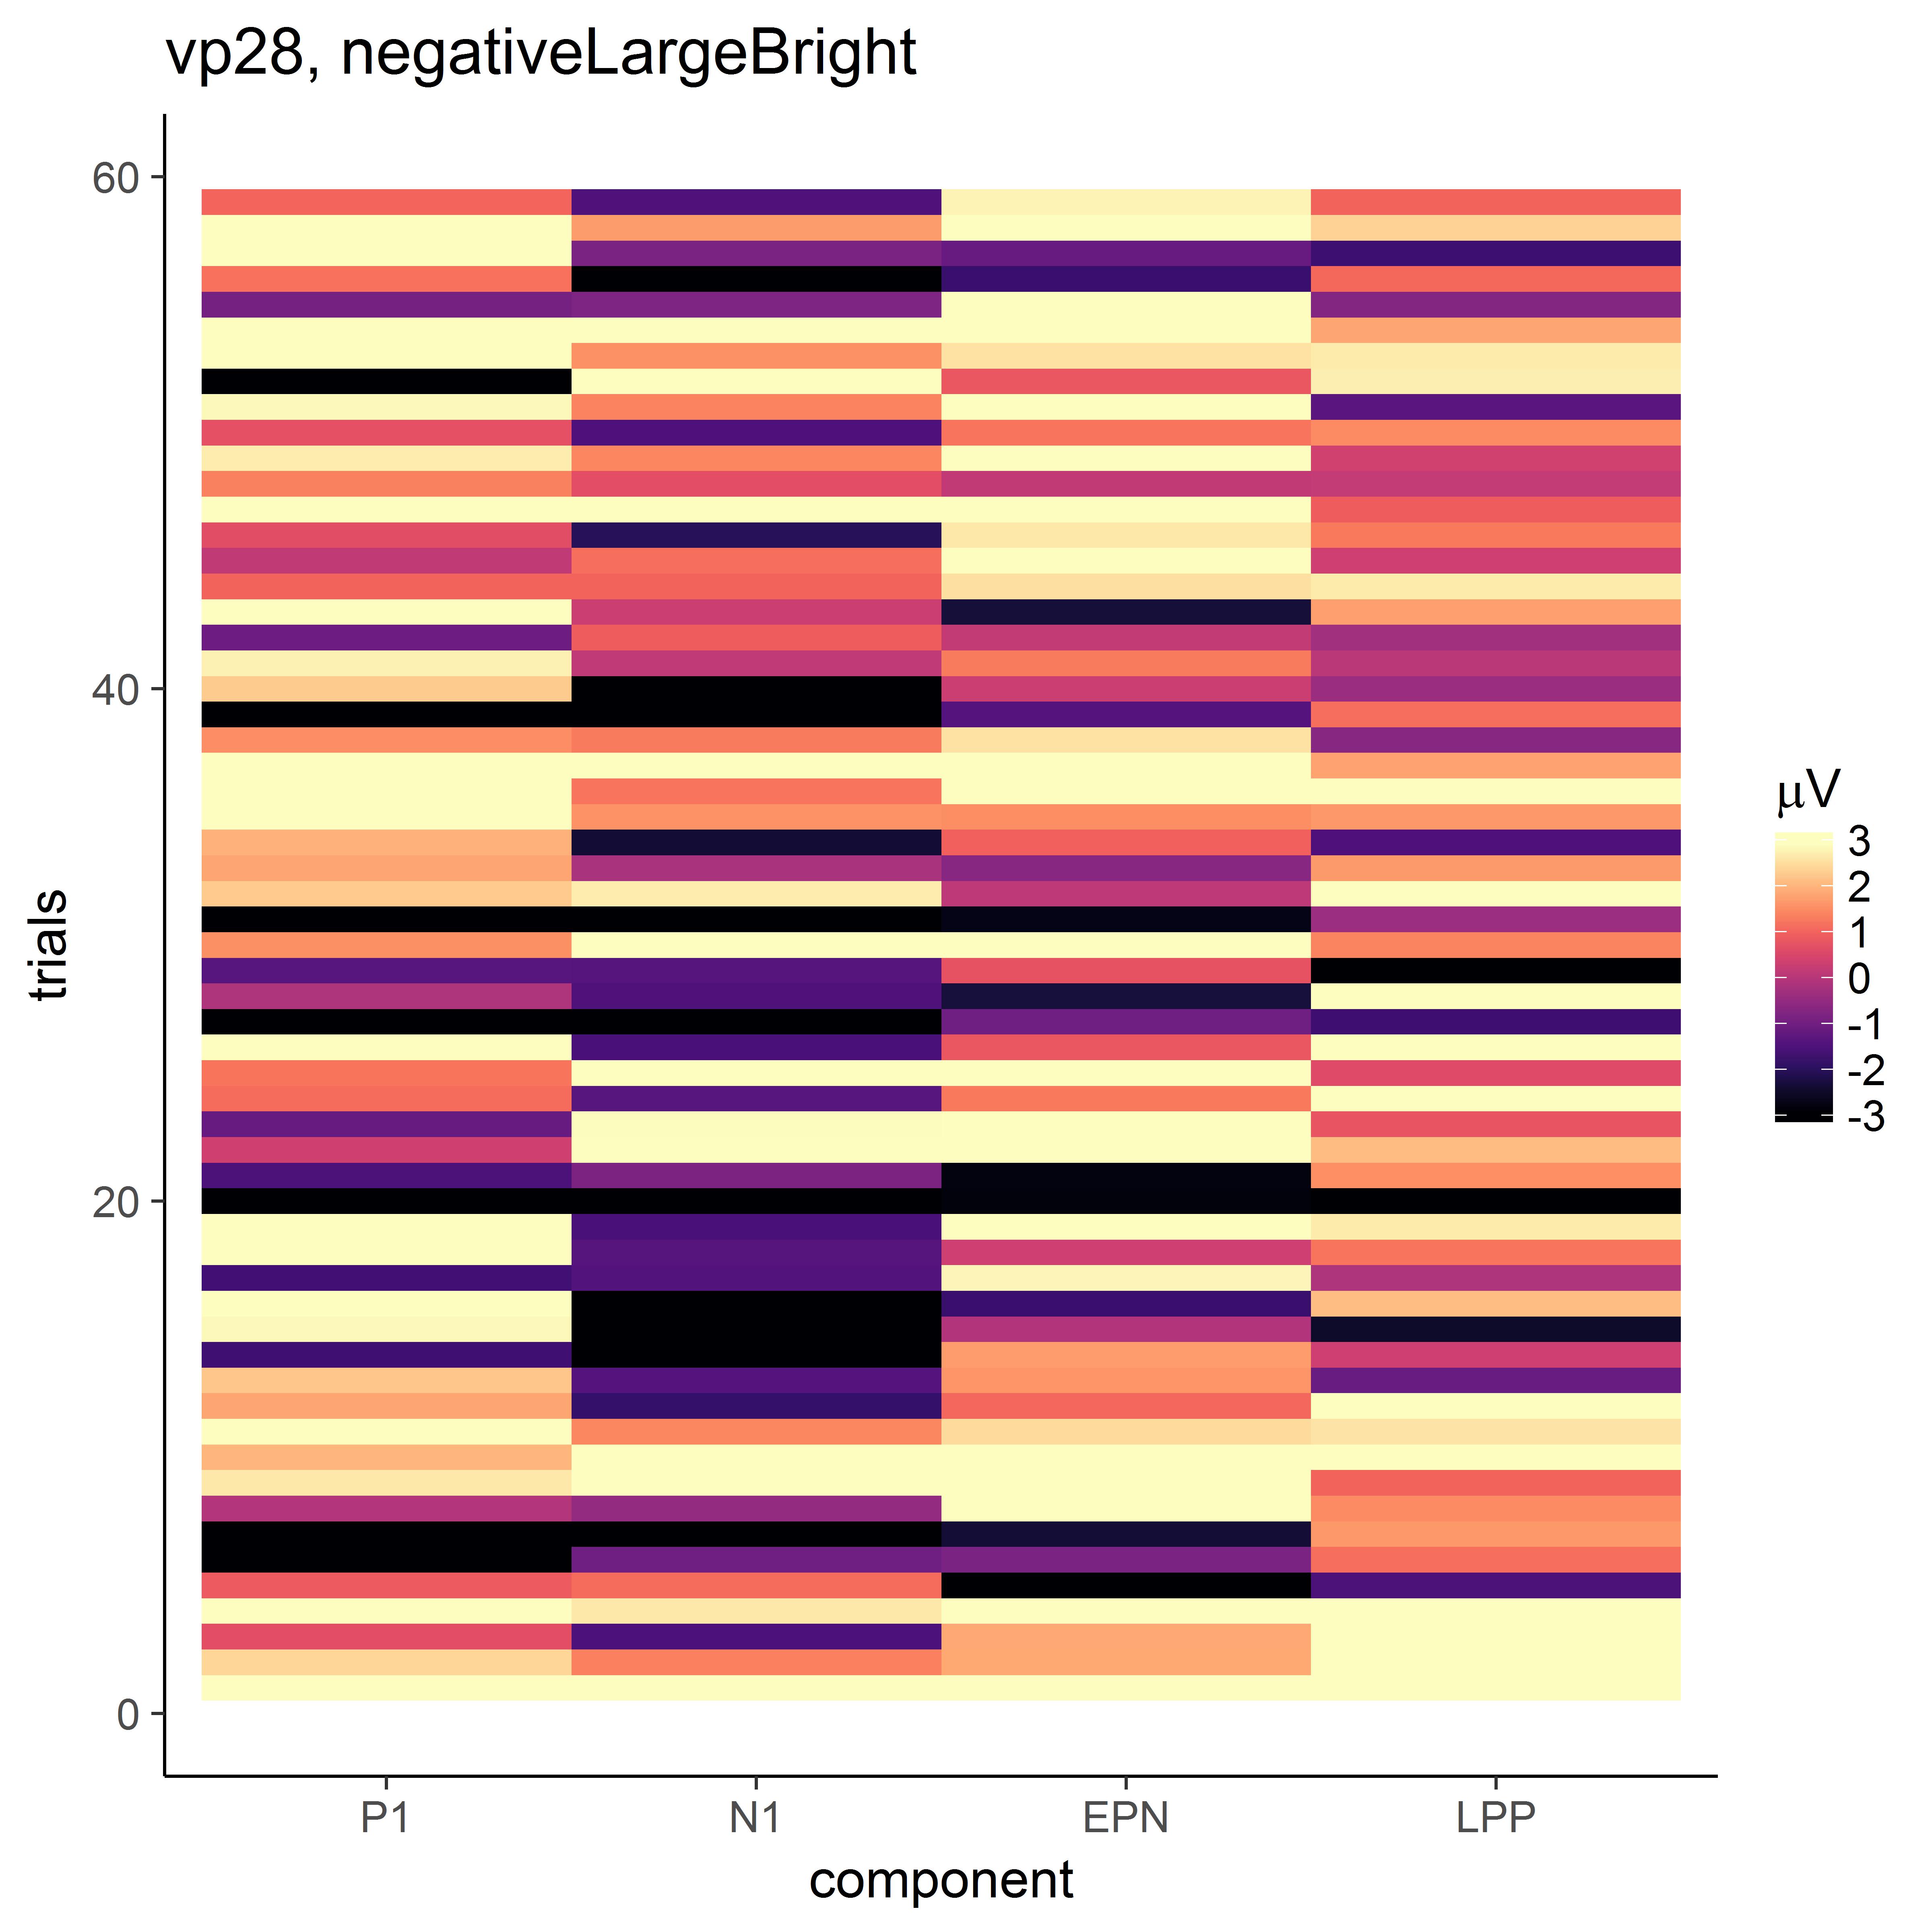 vp28, negativeLargeBright
60
40
20
0
trials
P1
N1
EPN
LPP
component
μV
3
2
1
0
-1
-2
-3